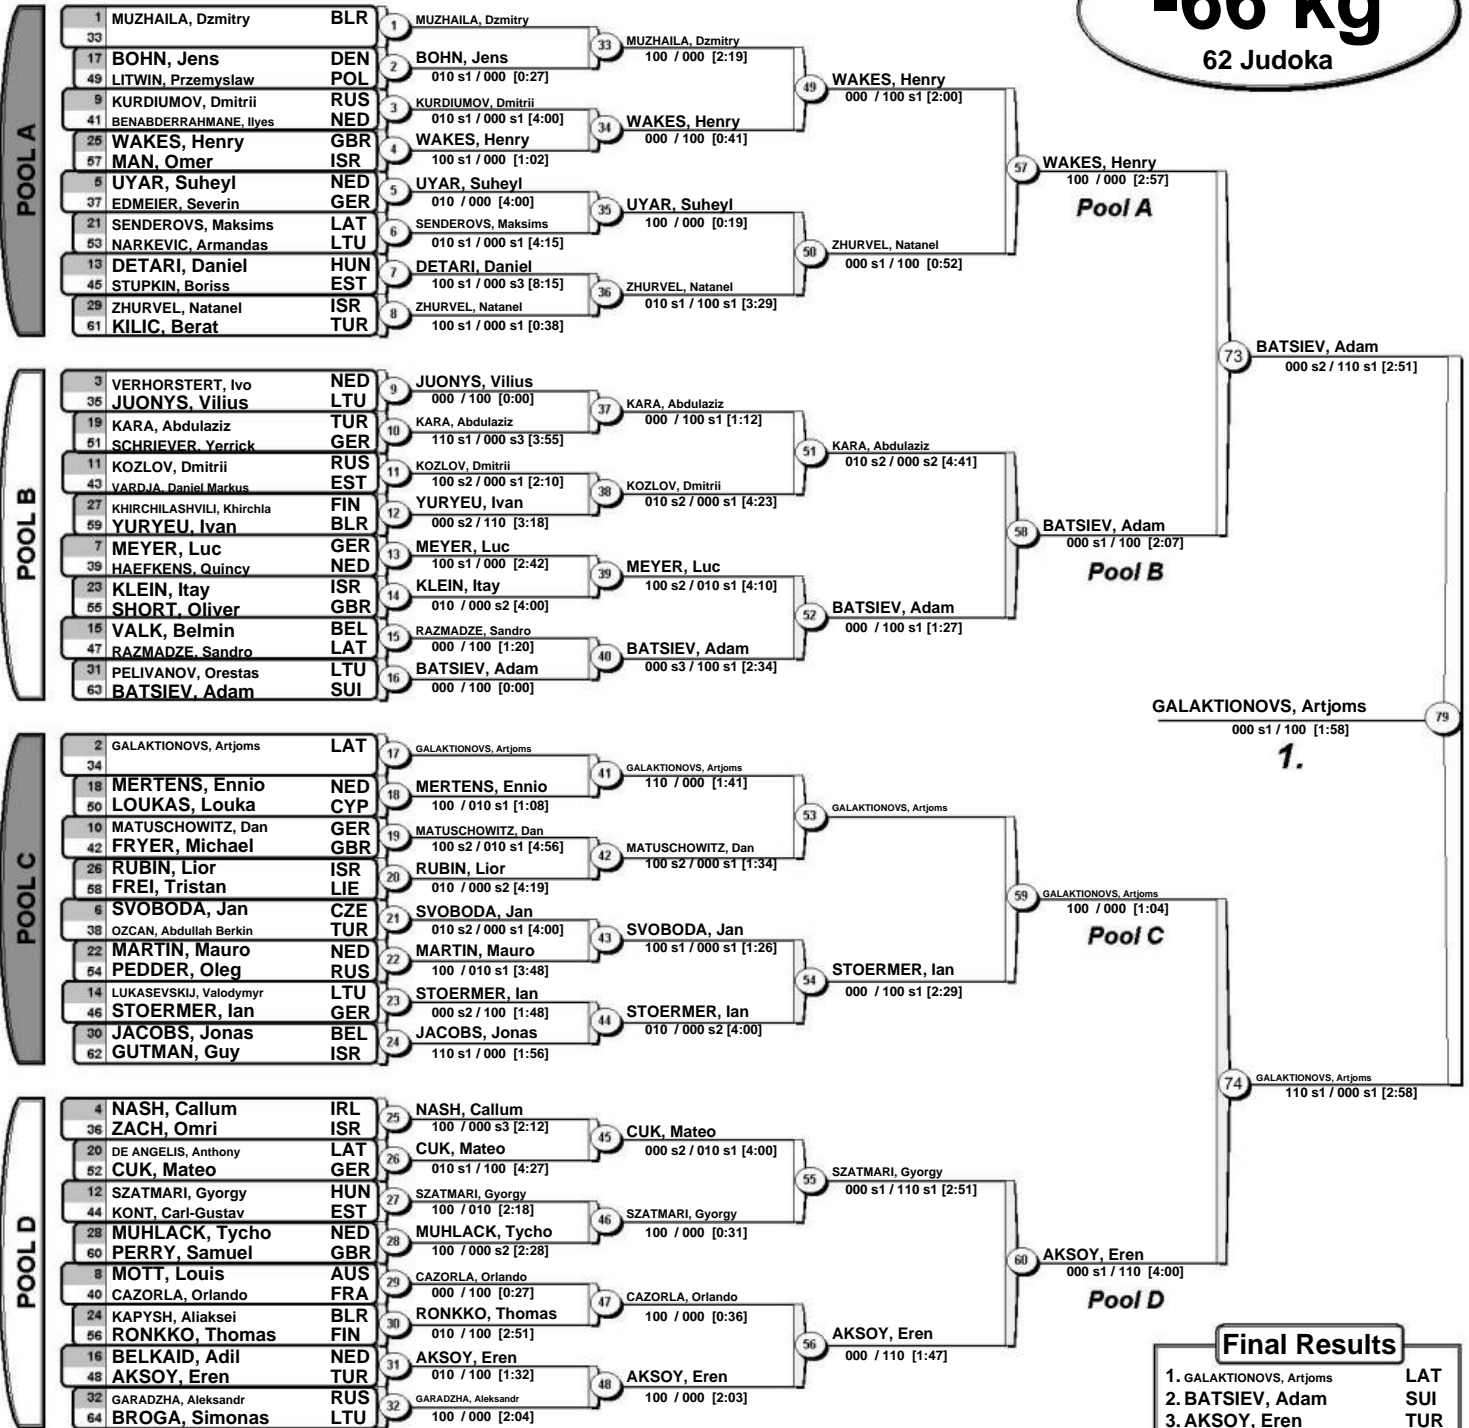 -66 kg
62 Judoka
POOL A
1 MUZHAILA, Dzmitry BLR
33
17 BOHN, Jens DEN
49 LITWIN, Przemyslaw POL
9 KURDIUMOV, Dmitrii RUS
41 BENABDERRAHMANE, Ilyes NED
25 WAKES, Henry GBR
57 MAN, Omer ISR
5 UYAR, Suheyl NED
37 EDMEIER, Severin GER
21 SENDEROVS, Maksims LAT
53 NARKEVIC, Armandas LTU
13 DETARI, Daniel HUN
45 STUPKIN, Boriss EST
29 ZHURVEL, Natanel ISR
61 KILIC, Berat TUR
1 MUZHAILA, Dzmitry
2 BOHN, Jens
010 s1 / 000 [0:27]
3 KURDIUMOV, Dmitrii
010 s1 / 000 s1 [4:00]
4 WAKES, Henry
100 s1 / 000 [1:02]
5 UYAR, Suheyl
010 / 000 [4:00]
6 SENDEROVS, Maksims
010 s1 / 000 s1 [4:15]
7 DETARI, Daniel
100 s1 / 000 s3 [8:15]
8 ZHURVEL, Natanel
100 s1 / 000 s1 [0:38]
33 MUZHAILA, Dzmitry
100 / 000 [2:19]
34 WAKES, Henry
000 / 100 [0:41]
35 UYAR, Suheyl
100 / 000 [0:19]
36 ZHURVEL, Natanel
010 s1 / 100 s1 [3:29]
49 WAKES, Henry
000 / 100 s1 [2:00]
50 ZHURVEL, Natanel
000 s1 / 100 [0:52]
57 WAKES, Henry
100 / 000 [2:57]
Pool A
POOL B
3 VERHORSTERT, Ivo NED
35 JUONYS, Vilius LTU
19 KARA, Abdulaziz TUR
51 SCHRIEVER, Yerrick GER
11 KOZLOV, Dmitrii RUS
43 VARDJA, Daniel Markus EST
27 KHIRCHILASHVILI, Khirchla FIN
59 YURYEU, Ivan BLR
7 MEYER, Luc GER
39 HAEFKENS, Quincy NED
23 KLEIN, Itay ISR
55 SHORT, Oliver GBR
15 VALK, Belmin BEL
47 RAZMADZE, Sandro LAT
31 PELIVANOV, Orestas LTU
63 BATSIEV, Adam SUI
9 JUONYS, Vilius
000 / 100 [0:00]
10 KARA, Abdulaziz
110 s1 / 000 s3 [3:55]
11 KOZLOV, Dmitrii
100 s2 / 000 s1 [2:10]
12 YURYEU, Ivan
000 s2 / 110 [3:18]
13 MEYER, Luc
100 s1 / 000 [2:42]
14 KLEIN, Itay
010 / 000 s2 [4:00]
15 RAZMADZE, Sandro
000 / 100 [1:20]
16 BATSIEV, Adam
000 / 100 [0:00]
37 KARA, Abdulaziz
000 / 100 s1 [1:12]
38 KOZLOV, Dmitrii
010 s2 / 000 s1 [4:23]
39 MEYER, Luc
100 s2 / 010 s1 [4:10]
40 BATSIEV, Adam
000 s3 / 100 s1 [2:34]
51 KARA, Abdulaziz
010 s2 / 000 s2 [4:41]
52 BATSIEV, Adam
000 / 100 s1 [1:27]
58 BATSIEV, Adam
000 s1 / 100 [2:07]
Pool B
73 BATSIEV, Adam
000 s2 / 110 s1 [2:51]
GALAKTIONOVS, Artjoms 79
000 s1 / 100 [1:58]
1.
POOL C
2 GALAKTIONOVS, Artjoms LAT
34
18 MERTENS, Ennio NED
50 LOUKAS, Louka CYP
10 MATUSCHOWITZ, Dan GER
42 FRYER, Michael GBR
26 RUBIN, Lior ISR
58 FREI, Tristan LIE
6 SVOBODA, Jan CZE
38 OZCAN, Abdullah Berkin TUR
22 MARTIN, Mauro NED
54 PEDDER, Oleg RUS
14 LUKASEVSKIJ, Valodymyr LTU
46 STOERMER, Ian GER
30 JACOBS, Jonas BEL
62 GUTMAN, Guy ISR
17 GALAKTIONOVS, Artjoms
18 MERTENS, Ennio
100 / 010 s1 [1:08]
19 MATUSCHOWITZ, Dan
100 s2 / 010 s1 [4:56]
20 RUBIN, Lior
010 / 000 s2 [4:19]
21 SVOBODA, Jan
010 s2 / 000 s1 [4:00]
22 MARTIN, Mauro
100 / 010 s1 [3:48]
23 STOERMER, Ian
000 s2 / 100 [1:48]
24 JACOBS, Jonas
110 s1 / 000 [1:56]
41 GALAKTIONOVS, Artjoms
110 / 000 [1:41]
42 MATUSCHOWITZ, Dan
100 s2 / 000 s1 [1:34]
43 SVOBODA, Jan
100 s1 / 000 s1 [1:26]
44 STOERMER, Ian
010 / 000 s2 [4:00]
53 GALAKTIONOVS, Artjoms
54 STOERMER, Ian
000 / 100 s1 [2:29]
59 GALAKTIONOVS, Artjoms
100 / 000 [1:04]
Pool C
74 GALAKTIONOVS, Artjoms
110 s1 / 000 s1 [2:58]
POOL D
4 NASH, Callum IRL
36 ZACH, Omri ISR
20 DE ANGELIS, Anthony LAT
52 CUK, Mateo GER
12 SZATMARI, Gyorgy HUN
44 KONT, Carl-Gustav EST
28 MUHLACK, Tycho NED
60 PERRY, Samuel GBR
8 MOTT, Louis AUS
40 CAZORLA, Orlando FRA
24 KAPYSH, Aliaksei BLR
56 RONKKO, Thomas FIN
16 BELKAID, Adil NED
48 AKSOY, Eren TUR
32 GARADZHA, Aleksandr RUS
64 BROGA, Simonas LTU
25 NASH, Callum
100 / 000 s3 [2:12]
26 CUK, Mateo
010 s1 / 100 [4:27]
27 SZATMARI, Gyorgy
100 / 010 [2:18]
28 MUHLACK, Tycho
100 / 000 s2 [2:28]
29 CAZORLA, Orlando
000 / 100 [0:27]
30 RONKKO, Thomas
010 / 100 [2:51]
31 AKSOY, Eren
010 / 100 [1:32]
32 GARADZHA, Aleksandr
100 / 000 [2:04]
45 CUK, Mateo
000 s2 / 010 s1 [4:00]
46 SZATMARI, Gyorgy
100 / 000 [0:31]
47 CAZORLA, Orlando
100 / 000 [0:36]
48 AKSOY, Eren
100 / 000 [2:03]
55 SZATMARI, Gyorgy
000 s1 / 110 s1 [2:51]
56 AKSOY, Eren
000 / 110 [1:47]
60 AKSOY, Eren
000 s1 / 110 [4:00]
Pool D
Final Results
1. GALAKTIONOVS, Artjoms LAT
2. BATSIEV, Adam SUI
3. AKSOY, Eren TUR